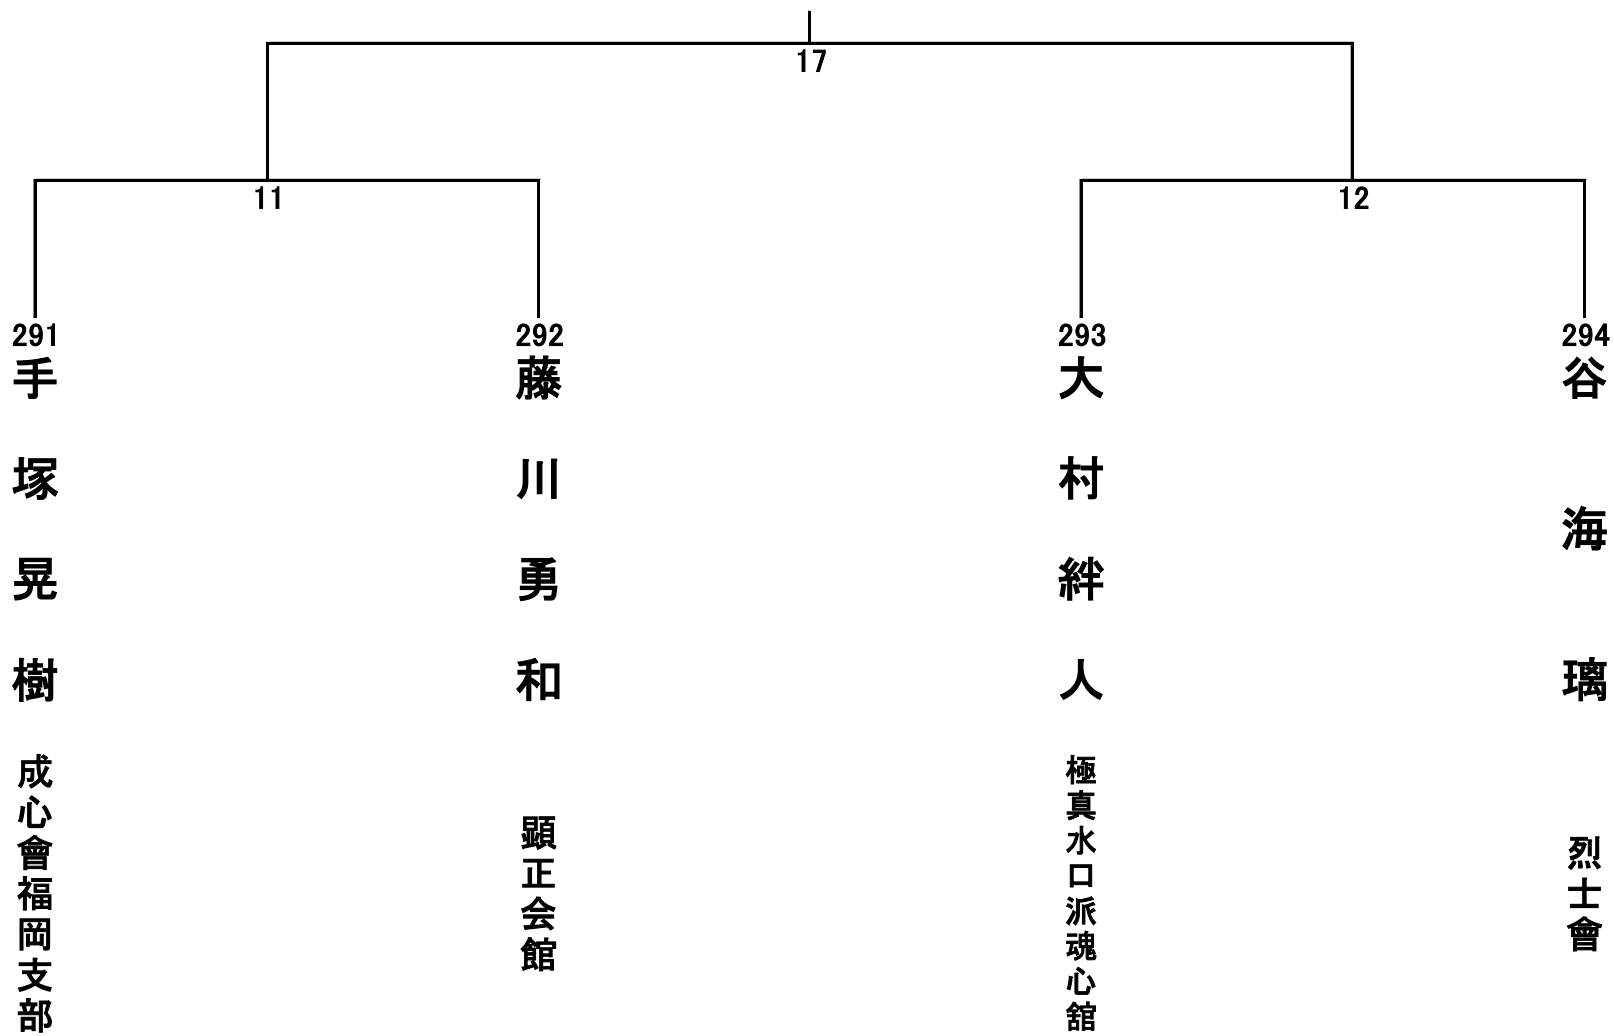 17
11
12
291
手塚晃樹
成心會福岡支部
292
藤川勇和
顕正会館
293
大村絆人
極真水口派魂心舘
294
谷海璃
烈士會